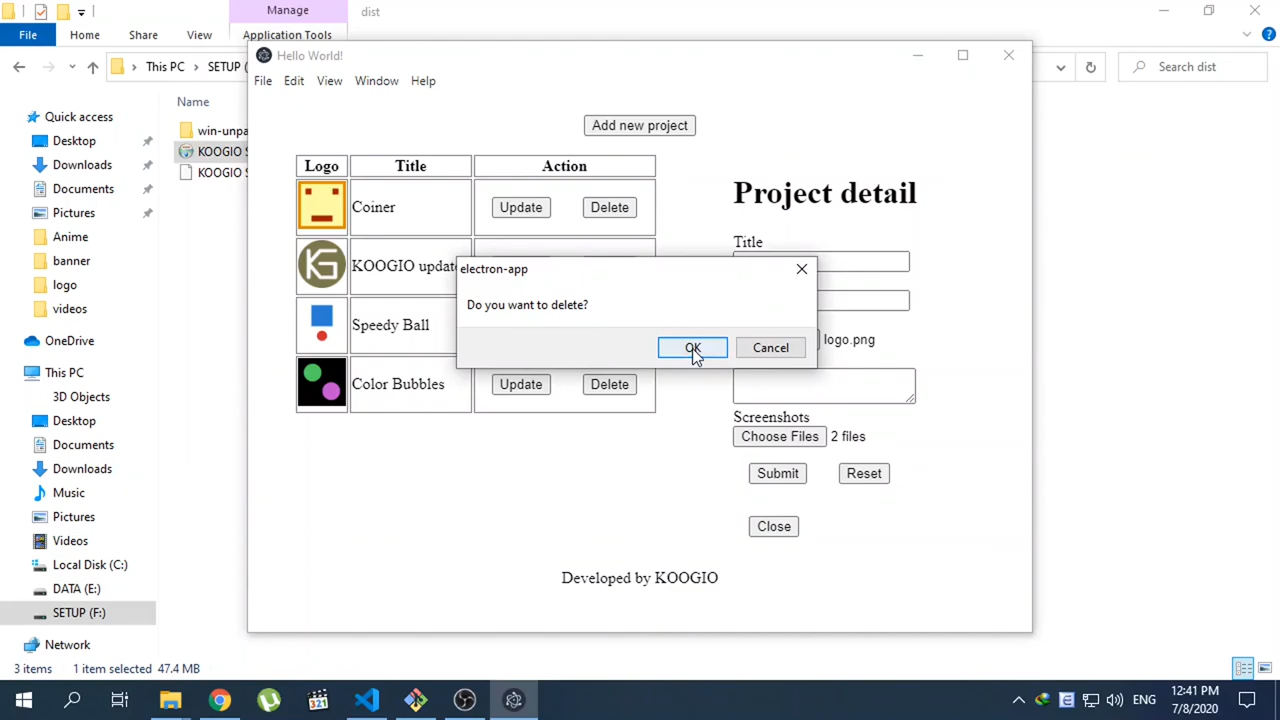 Manage
dist
File
Home
Share
View
Application Tools
This PC
SETUP (
Search dist
Name
Quick access
Desktop
Downloads
Documents
Pictures
Anime
banner
logo
videos
OneDrive
This PC
3D Objects
Desktop
Documents
Downloads
Music
Pictures
Videos
Local Disk (C:)
DATA (E:)
SETUP (F:)
Network
win-unpa
KOOGIO S
KOOGIO S
3 items
1 item selected 47.4 MB
Hello World!
File
Edit
View
Window
Help
Add new project
Logo
Title
Action
Coiner
Update
Delete
KG
KOOGIO update
Speedy Ball
Color Bubbles
Update
Delete
Project detail
Title
logo.png
Screenshots
Choose Files 2 files
Submit
Reset
Close
Developed by KOOGIO
electron-app
Do you want to delete?
OK
Cancel
321
ENG
12:41 PM
7/8/2020